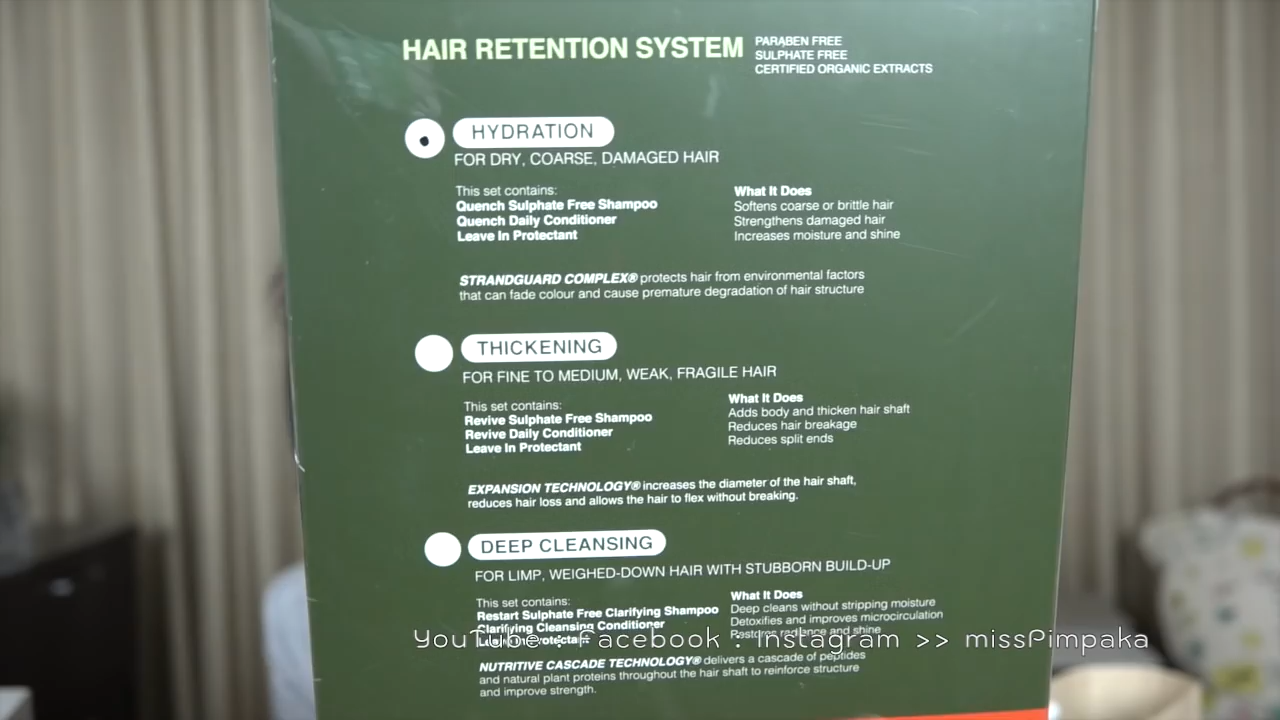 HAIR RETENTION SYSTEM
PARABEN FREE
SULPHATE FREE
CERTIFIED ORGANIC EXTRACTS
HYDRATION
FOR DRY, COARSE, DAMAGED HAIR
This set contains:
Quench Sulphate Free Shampoo
Quench Daily Conditioner
Leave In Protectant
What It Does
Softens coarse or brittle hair
Strengthens damaged hair
Increases moisture and shine
STRANDGUARD COMPLEX® protects hair from environmental factors
that can fade colour and cause premature degradation of hair structure
THICKENING
FOR FINE TO MEDIUM, WEAK, FRAGILE HAIR
This set contains:
Revive Sulphate Free Shampoo
Revive Daily Conditioner
Leave In Protectant
What It Does
Adds body and thicken hair shaft
Reduces hair breakage
Reduces split ends
EXPANSION TECHNOLOGY® increases the diameter of the hair shaft,
reduces hair loss and allows the hair to flex without breaking.
DEEP CLEANSING
FOR LIMP, WEIGHED-DOWN HAIR WITH STUBBORN BUILD-UP
This set contains:
Restart Sulphate Free Clarifying Shampoo
Clarifying Cleansing Conditioner
Leave In Protectant
What It Does
Deep cleans without stripping moisture
Detoxifies and improves microcirculation
Restores radiance and shine
YouTube : Facebook : Instagram >> missPimpaka
NUTRITIVE CASCADE TECHNOLOGY® delivers a cascade of peptides
and natural plant proteins throughout the hair shaft to reinforce structure
and improve strength.